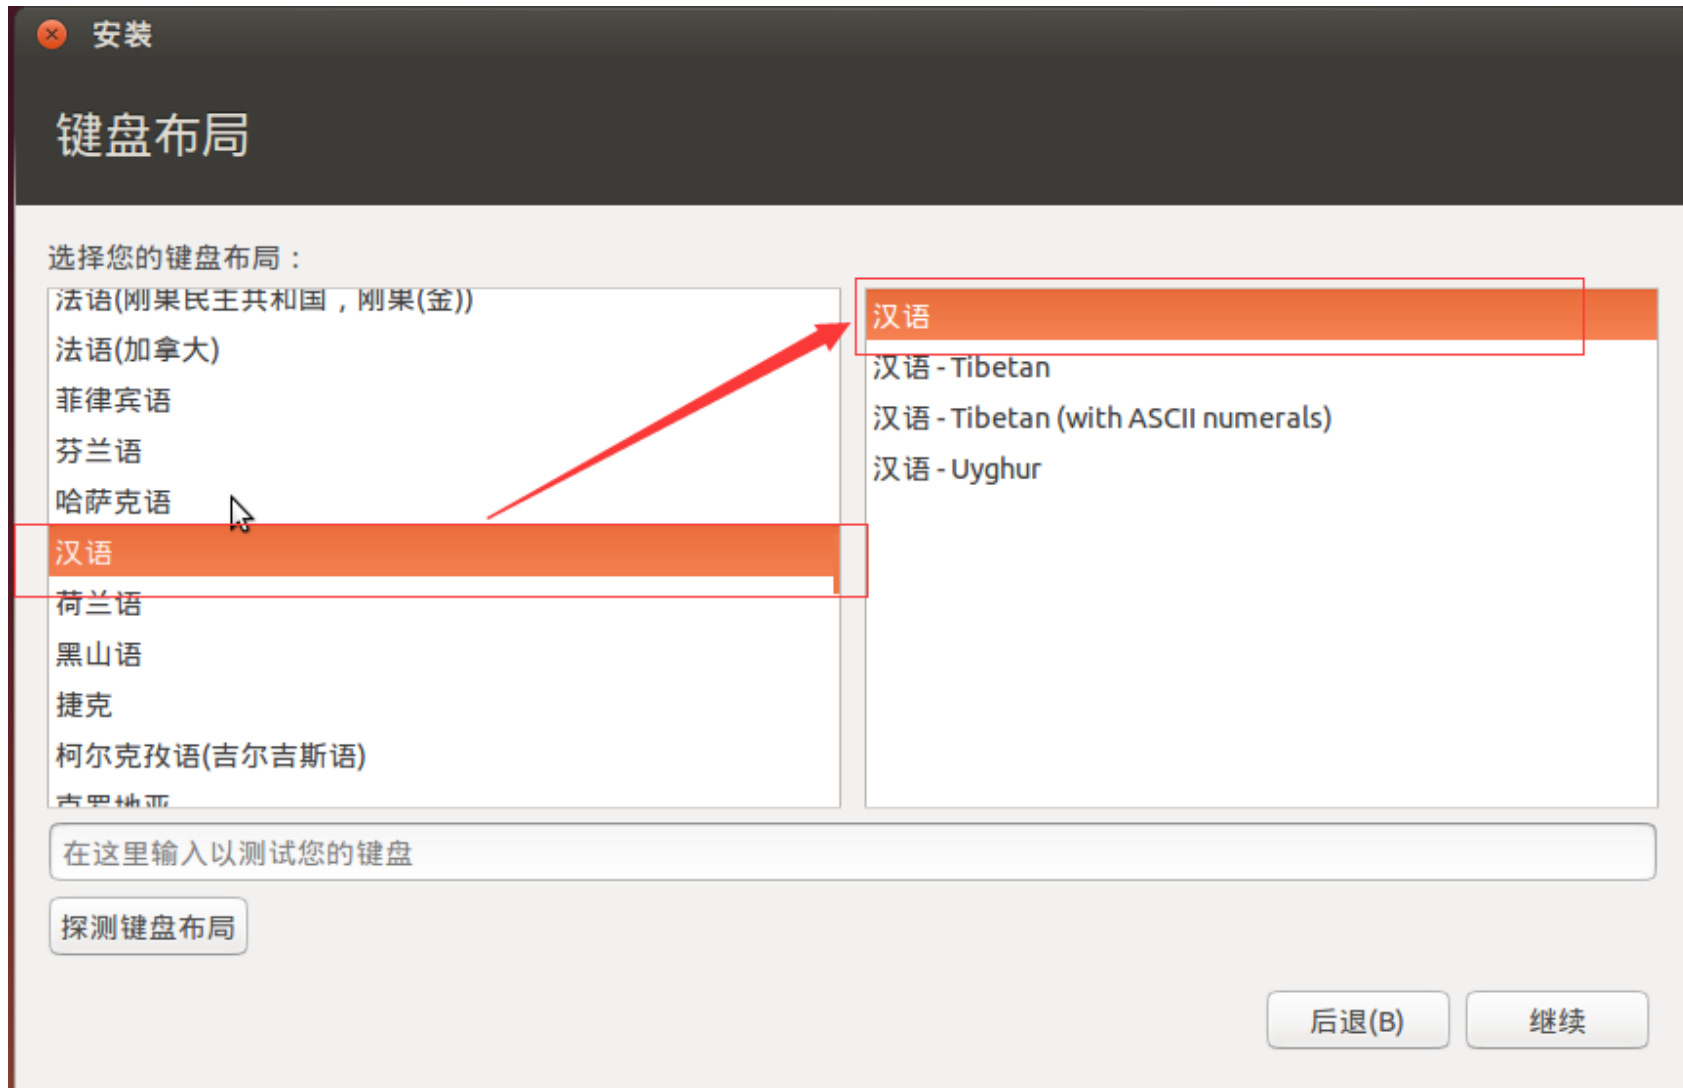 安装
键盘布局
选择您的键盘布局：
法语(刚果民主共和国，刚果(金))
法语(加拿大)
菲律宾语
芬兰语
哈萨克语
汉语
荷兰语
黑山语
捷克
柯尔克孜语(吉尔吉斯语)
克罗地亚
汉语
汉语 - Tibetan
汉语 - Tibetan (with ASCII numerals)
汉语 - Uyghur
在这里输入以测试您的键盘
探测键盘布局
后退(B)
继续